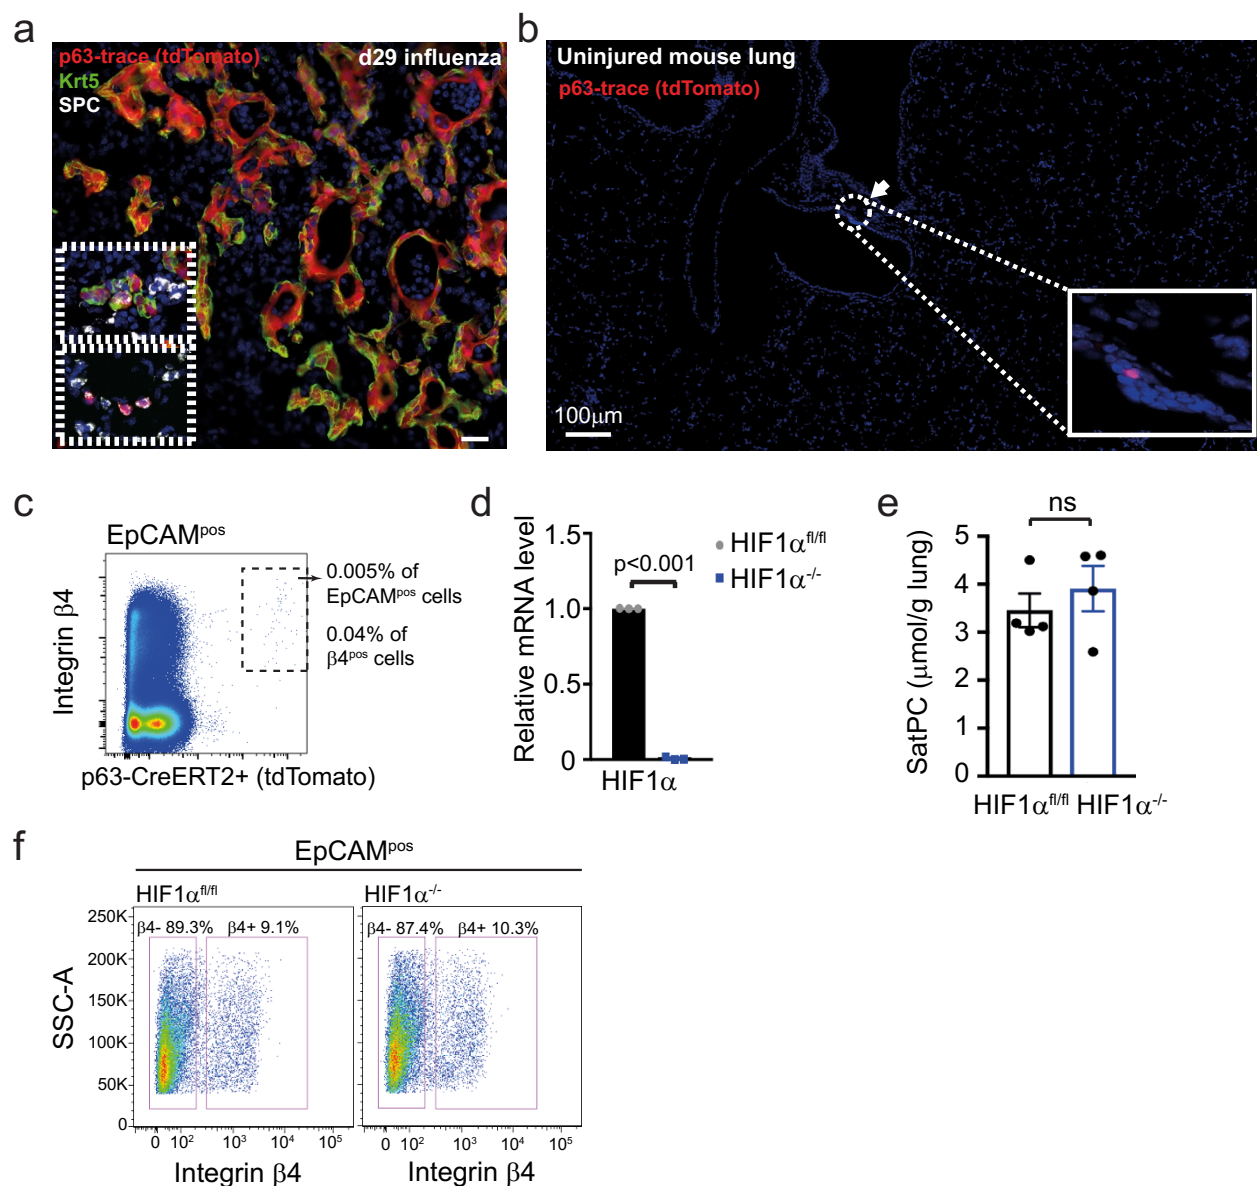 a
p63-trace (tdTomato) d29 influenza
Krt5
SPC
b
Uninjured mouse lung
p63-trace (tdTomato)
100μm
c
EpCAMpos
Integrin β4
0.005% of
EpCAMpos cells
0.04% of
β4pos cells
p63-CreERT2+ (tdTomato)
d
Relative mRNA level
1.5
1.0
0.5
0
p<0.001
HIF1α
HIF1αfl/fl
HIF1α-/-
e
ns
SatPC (μmol/g lung)
5
4
3
2
1
0
HIF1αfl/fl HIF1α-/-
f
EpCAMpos
HIF1αfl/fl
HIF1α-/-
β4- 89.3% β4+ 9.1%
β4- 87.4% β4+ 10.3%
SSC-A
250K
200K
150K
100K
50K
0
0 10² 10³ 10⁴ 10⁵
0 10² 10³ 10⁴ 10⁵
Integrin β4
Integrin β4